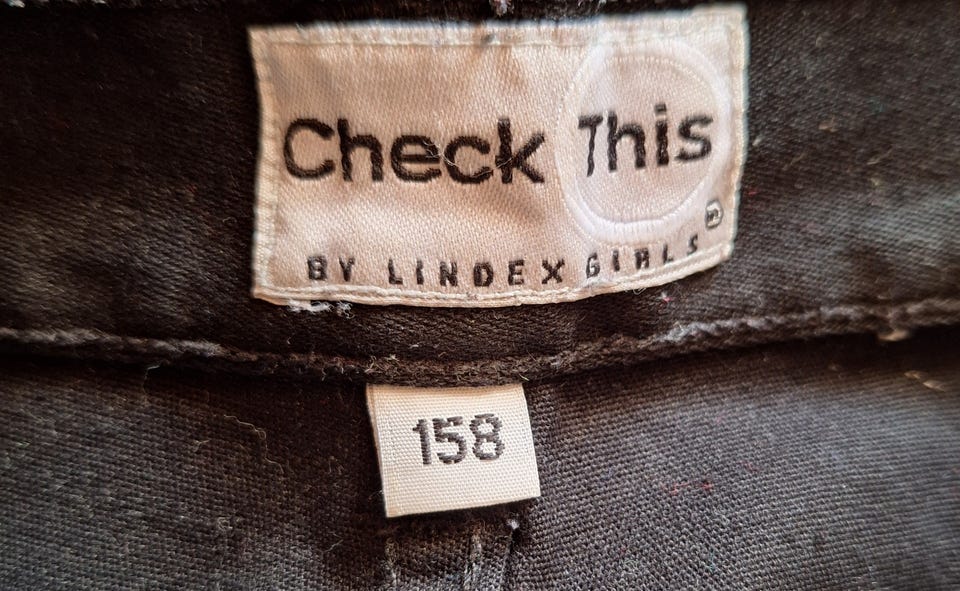 Check This
BY LINDEX GIRLS®
158